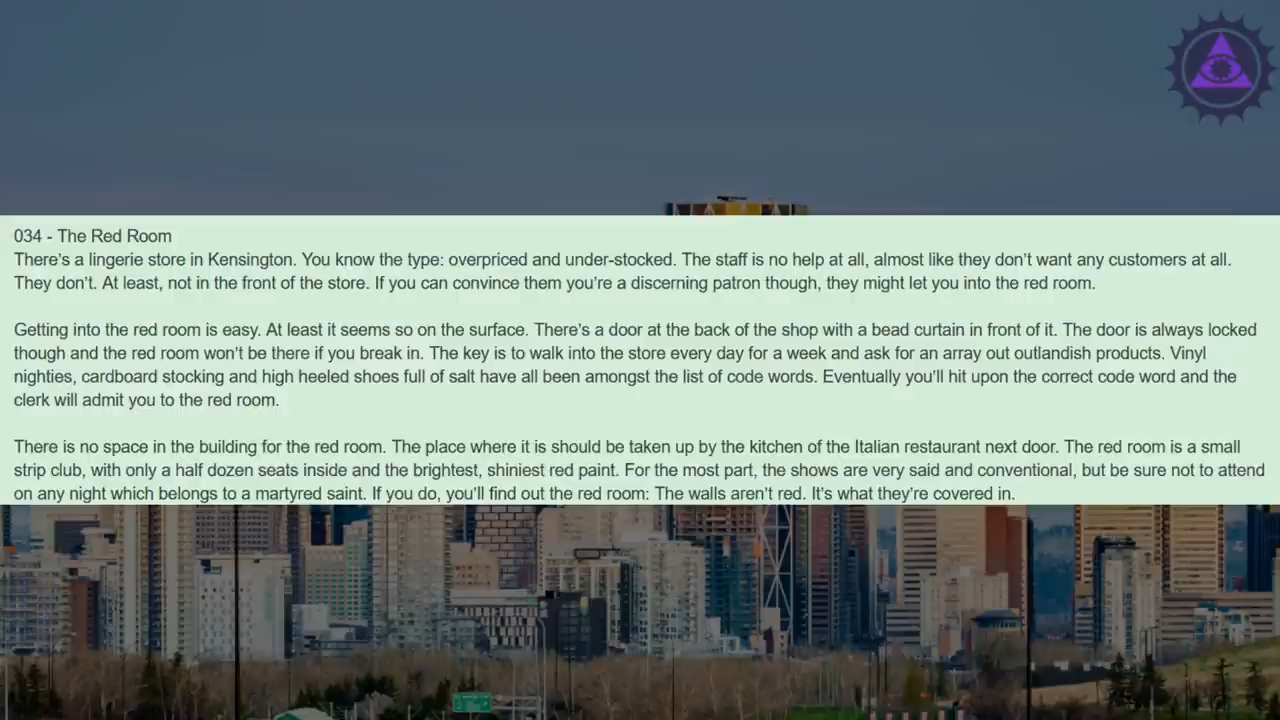 034 - The Red Room
There's a lingerie store in Kensington. You know the type: overpriced and under-stocked. The staff is no help at all, almost like they don't want any customers at all.
They don't. At least, not in the front of the store. If you can convince them you're a discerning patron though, they might let you into the red room.
Getting into the red room is easy. At least it seems so on the surface. There's a door at the back of the shop with a bead curtain in front of it. The door is always locked
though and the red room won't be there if you break in. The key is to walk into the store every day for a week and ask for an array out outlandish products. Vinyl
nighties, cardboard stocking and high heeled shoes full of salt have all been amongst the list of code words. Eventually you'll hit upon the correct code word and the
clerk will admit you to the red room.
There is no space in the building for the red room. The place where it is should be taken up by the kitchen of the Italian restaurant next door. The red room is a small
strip club, with only a half dozen seats inside and the brightest, shiniest red paint. For the most part, the shows are very said and conventional, but be sure not to attend
on any night which belongs to a martyred saint. If you do, you'll find out the red room: The walls aren't red. It's what they're covered in.